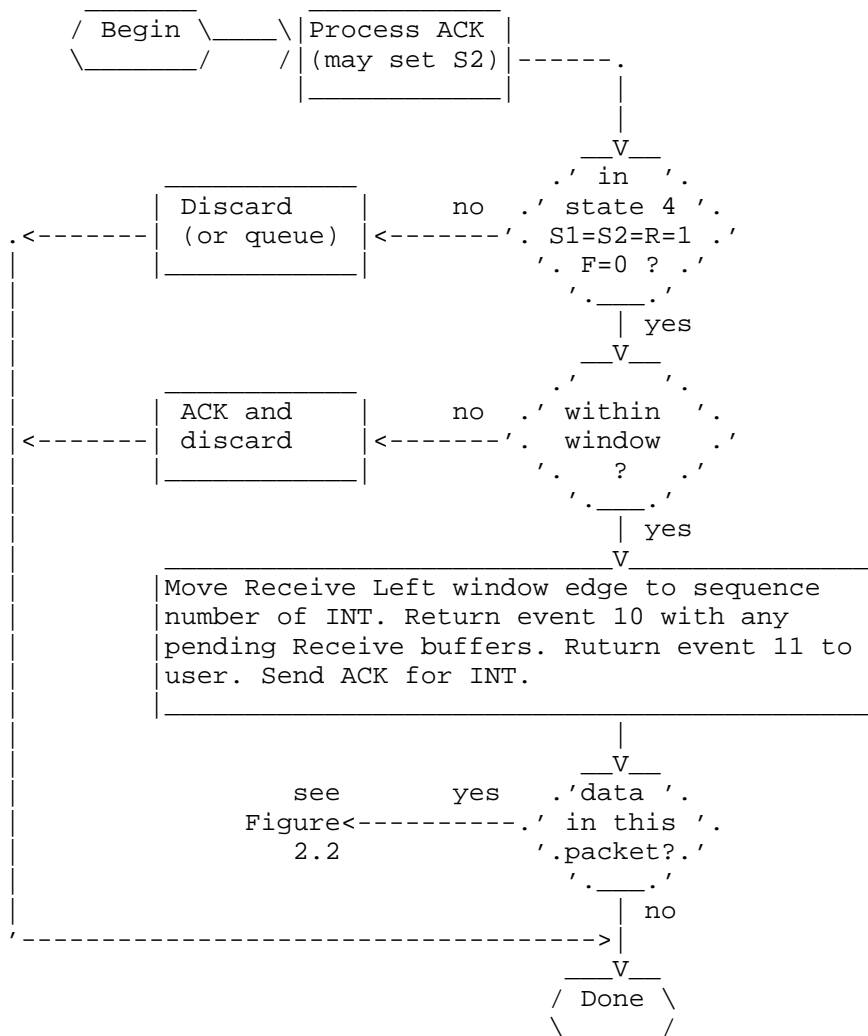 Begin
Process ACK
(may set S2)
in
state 4
S1=S2=R=1
F=0 ?
no
Discard
(or queue)
yes
within
window
?
no
ACK and
discard
yes
Move Receive Left window edge to sequence
number of INT. Return event 10 with any
pending Receive buffers. Ruturn event 11 to
user. Send ACK for INT.
data
in this
packet?
yes
see
Figure
2.2
no
Done